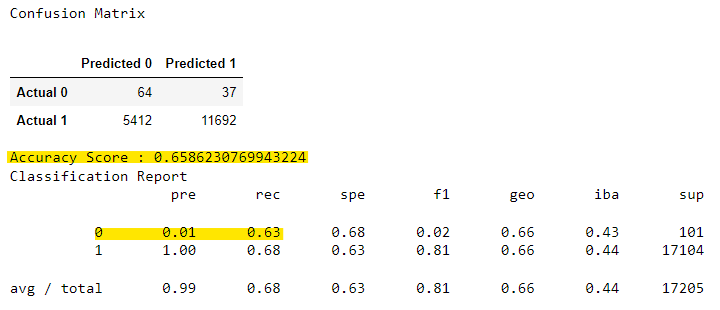 Confusion Matrix
Predicted 0 Predicted 1
Actual 0 64 37
Actual 1 5412 11692
Accuracy Score : 0.6586230769943224
Classification Report
pre rec spe f1 geo iba sup
0 0.01 0.63 0.68 0.02 0.66 0.43 101
1 1.00 0.68 0.63 0.81 0.66 0.44 17104
avg / total 0.99 0.68 0.63 0.81 0.66 0.44 17205